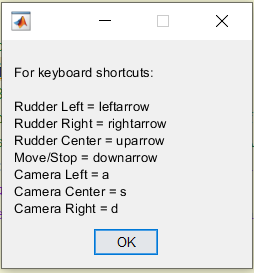 For keyboard shortcuts:
Rudder Left = leftarrow
Rudder Right = rightarrow
Rudder Center = uparrow
Move/Stop = downarrow
Camera Left = a
Camera Center = s
Camera Right = d
OK